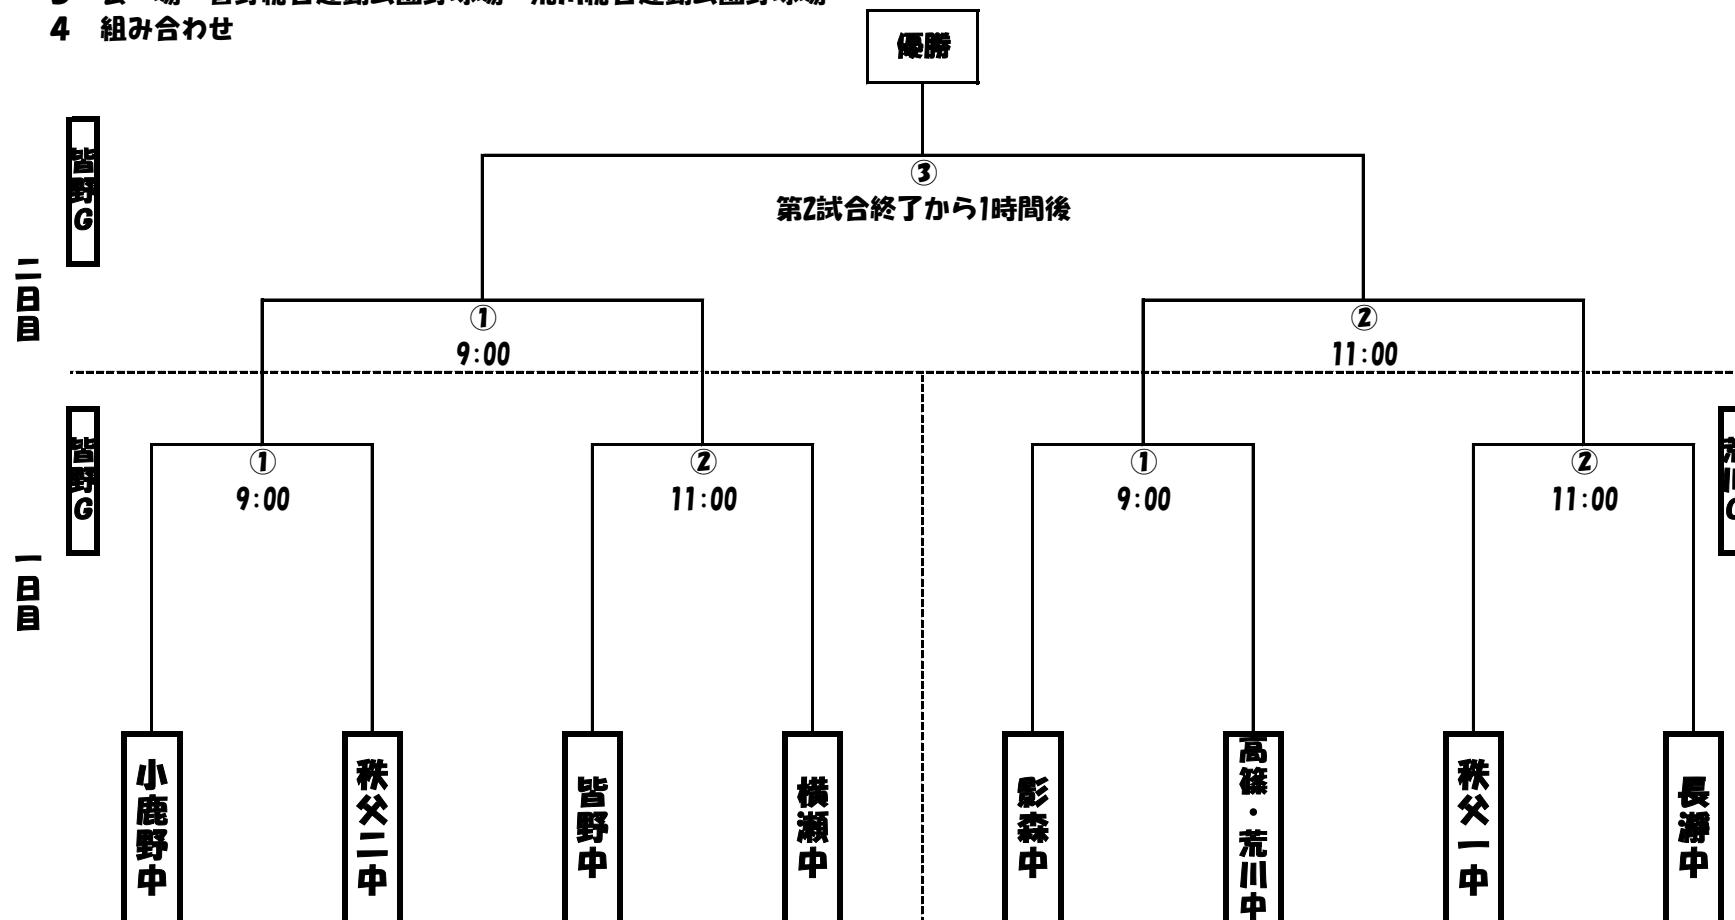 4 組み合わせ
優勝
皆野G
③
第2試合終了から1時間後
二日目
①
②
9:00
11:00
皆野G
①
9:00
②
11:00
①
9:00
②
11:00
一日目
小鹿野中
秩父二中
皆野中
横瀬中
影森中
高篠・荒川中
秩父一中
長瀞中